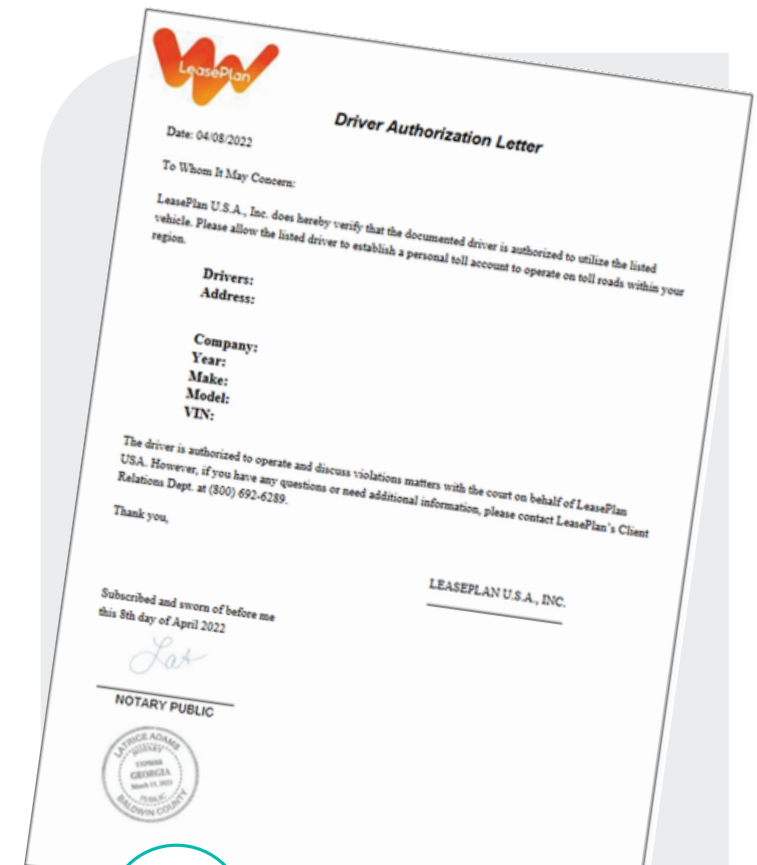 LeasePlan
Driver Authorization Letter
Date: 04/08/2022
To Whom It May Concern:
LeasePlan U.S.A., Inc. does hereby verify that the documented driver is authorized to utilize the listed
vehicle. Please allow the listed driver to establish a personal toll account to operate on toll roads within your
region.
Drivers:
Address:
Company:
Year:
Make:
Model:
VIN:
The driver is authorized to operate and discuss violations matters with the court on behalf of LeasePlan
USA. However, if you have any questions or need additional information, please contact LeasePlan's Client
Relations Dept. at (800) 692-6289.
Thank you,
LEASEPLAN U.S.A., INC.
Subscribed and sworn of before me
this 8th day of April 2022
Lat
NOTARY PUBLIC
LATRICE ADAMS
NOTARY
EXPIRES
GEORGIA
PUBLIC
BALDWIN COUNTY